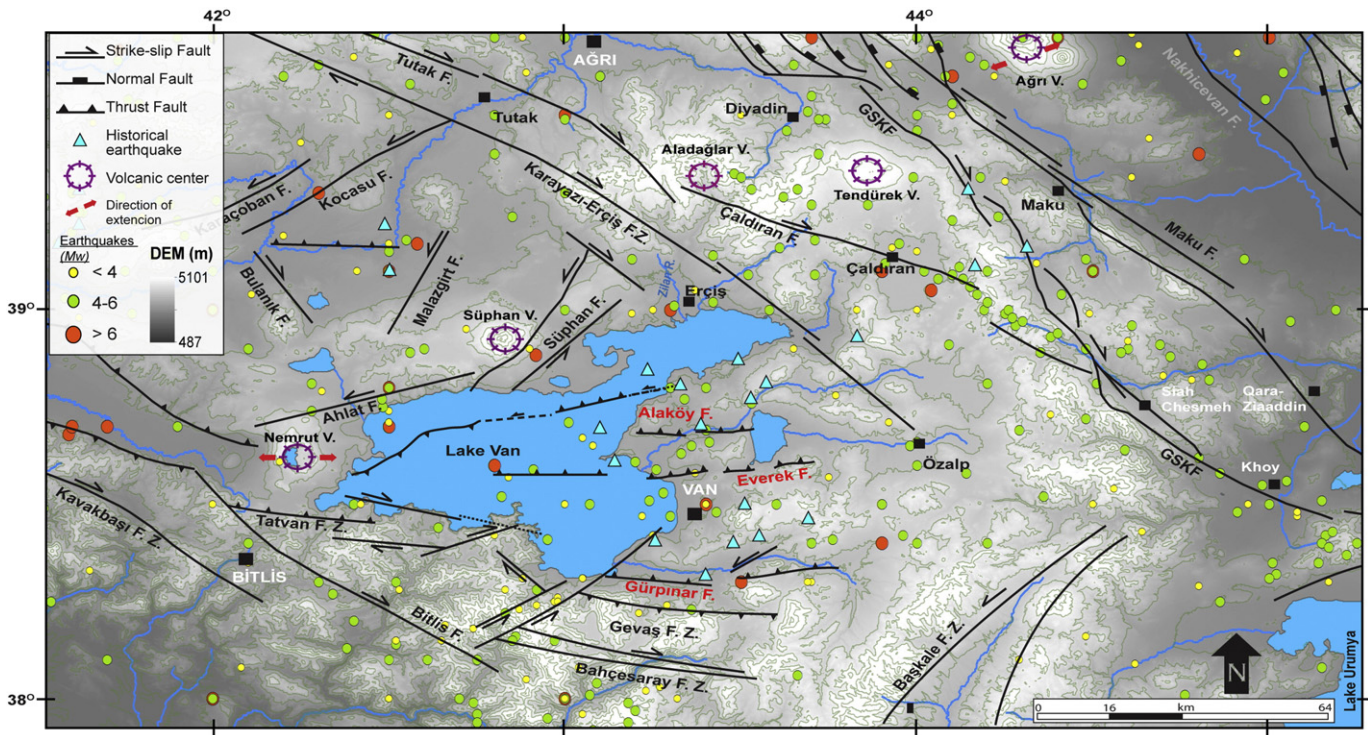 42°
44°
Strike-slip Fault
Normal Fault
Thrust Fault
Historical
earthquake
Volcanic center
Direction of
extencion
Earthquakes
(Mw)
< 4
4-6
> 6
DEM (m)
5101
487
39°
38°
AĞRI
Tutak F.
Tutak
Diyadin
Ağrı V.
Nakhicevan F.
GSKF
Aladağlar V.
Tendürek V.
Karaçoban F.
Kocasu F.
Karayazı-Erçiş F.Z.
Çaldıran F.
Maku
Maku F.
Çaldıran
Bulanık F.
Malazgirt F.
Zilan R.
Erçiş
Süphan V.
Süphan F.
Ahlat F.
Alaköy F.
Siah
Chesmeh
Qara-
Ziaaddin
Nemrut V.
Lake Van
Everek F.
Özalp
GSKF
Khoy
VAN
Kavakbaşı F.Z.
Tatvan F. Z.
BİTLİS
Gürpınar F.
Bitlis F.
Gevaş F. Z.
Bahçesaray F. Z.
Başkale F.Z.
N
Lake Urumya
0
16
km
64